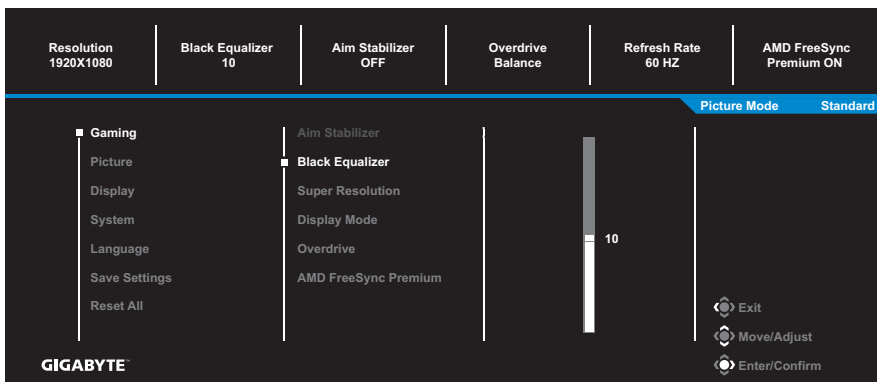 Resolution
1920X1080
Black Equalizer
10
Aim Stabilizer
OFF
Overdrive
Balance
Refresh Rate
60 HZ
AMD FreeSync
Premium ON
Picture Mode Standard
Gaming
Picture
Display
System
Language
Save Settings
Reset All
Aim Stabilizer
Black Equalizer
Super Resolution
Display Mode
Overdrive
AMD FreeSync Premium
10
Exit
Move/Adjust
Enter/Confirm
GIGABYTE™